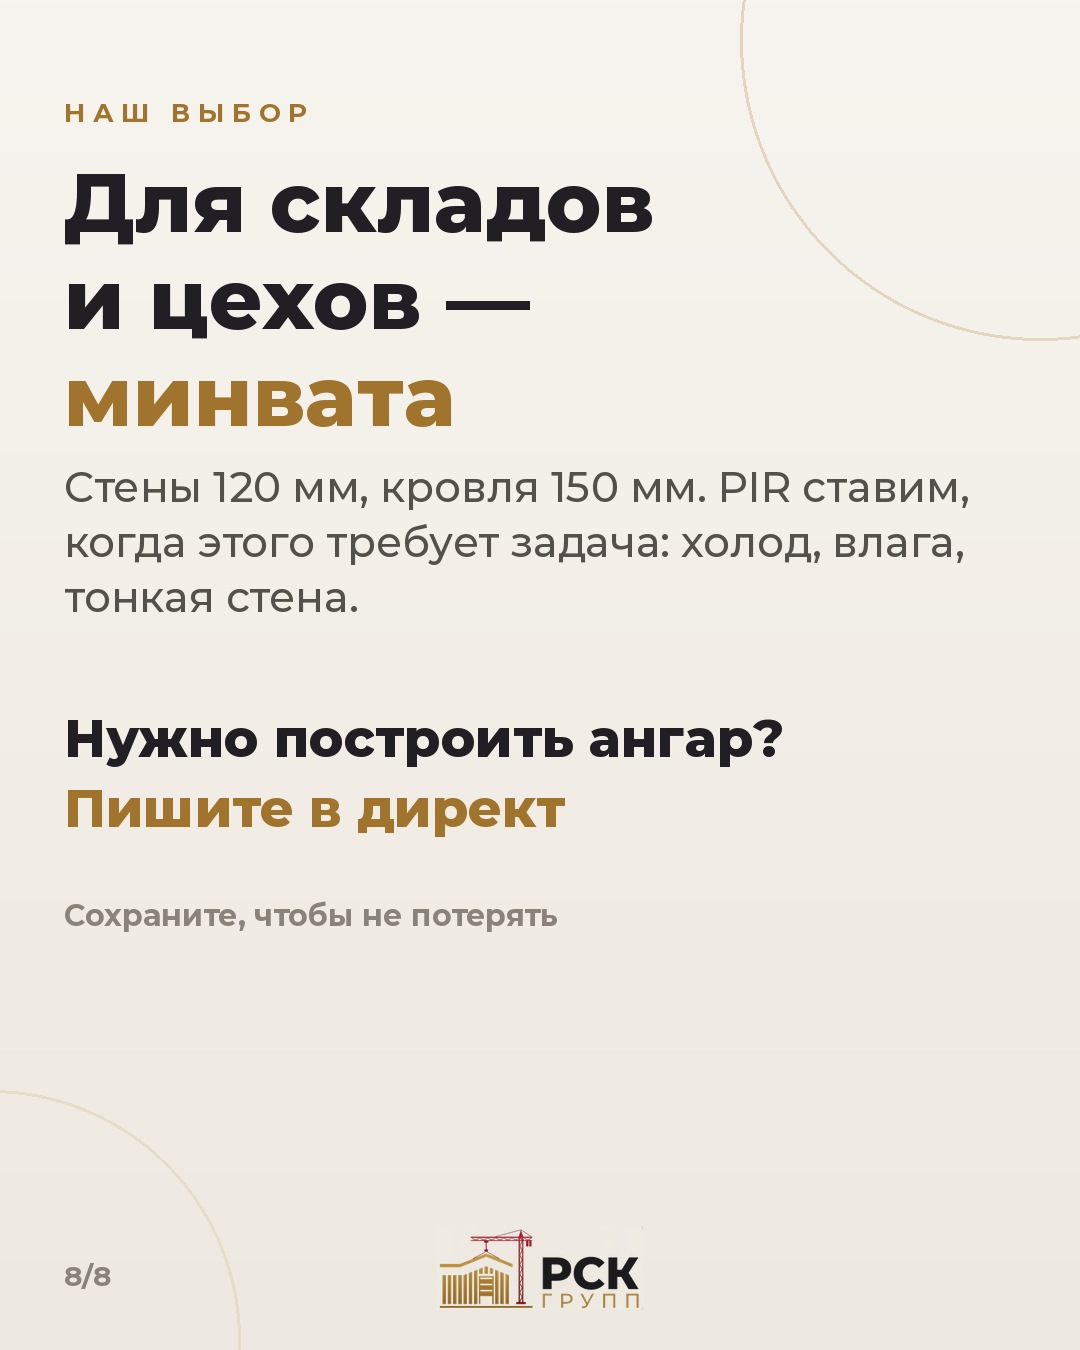 НАШ ВЫБОР
Для складов
и цехов —
минвата
Стены 120 мм, кровля 150 мм. PIR ставим,
когда этого требует задача: холод, влага,
тонкая стена.
Нужно построить ангар?
Пишите в директ
Сохраните, чтобы не потерять
8/8
РСК
ГРУПП